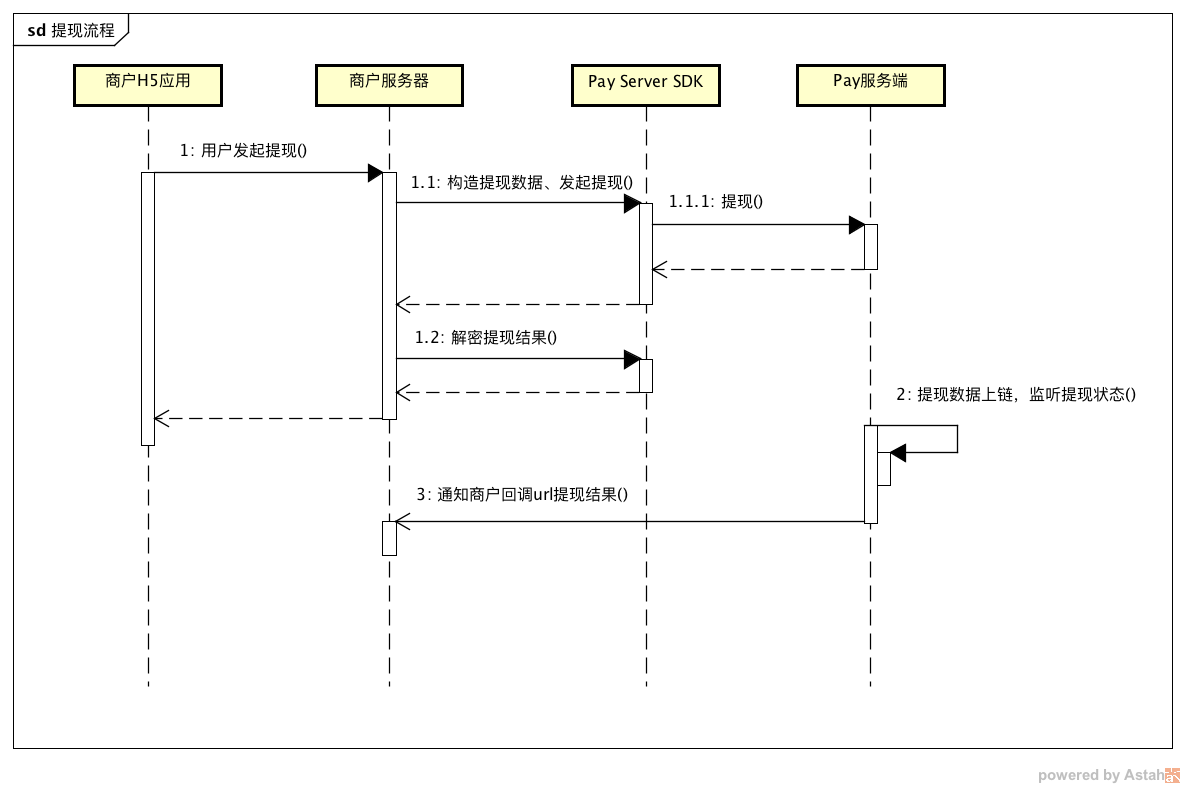 sd 提现流程
商户H5应用
商户服务器
Pay Server SDK
Pay服务端
1: 用户发起提现()
1.1: 构造提现数据、发起提现()
1.1.1: 提现()
1.2: 解密提现结果()
2: 提现数据上链，监听提现状态()
3: 通知商户回调url提现结果()
powered by Astah